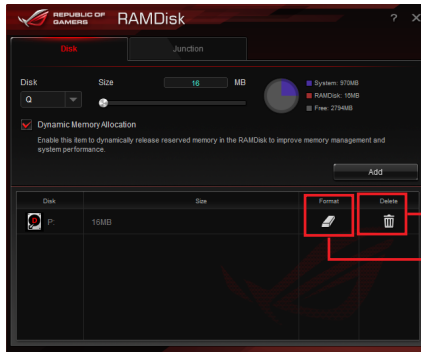 REPUBLIC OF
GAMERS
RAMDisk
? X
Disk
Junction
Disk
Size
16
MB
Q
System: 970MB
RAMDisk: 16MB
Free: 2794MB
Dynamic Memory Allocation
Enable this item to dynamically release reserved memory in the RAMDisk to improve memory management and
system performance.
Add
Disk
Size
Format
Delete
P:
16MB